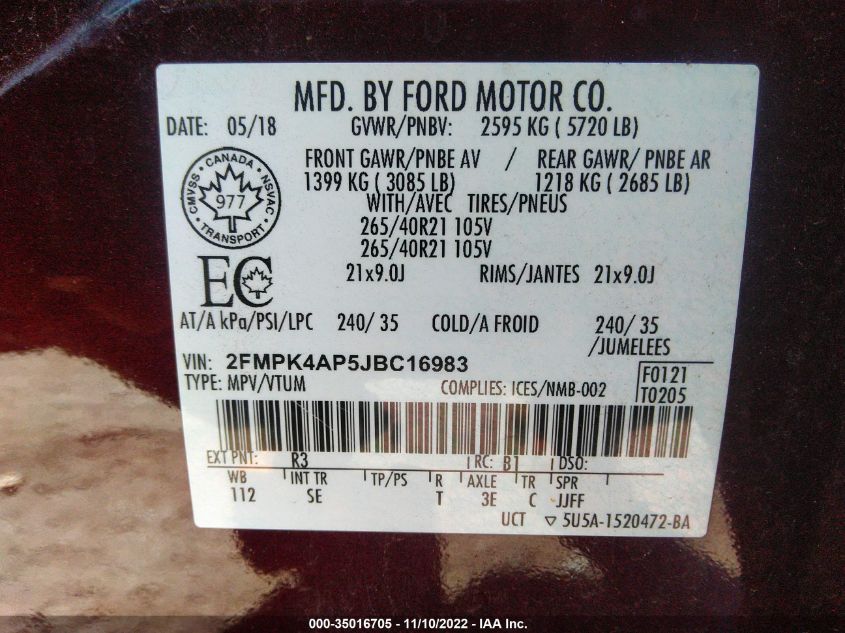 MFD. BY FORD MOTOR CO.
DATE: 05/18 GVWR/PNBV: 2595 KG ( 5720 LB)
FRONT GAWR/PNBE AV / REAR GAWR/ PNBE AR
1399 KG ( 3085 LB) 1218 KG ( 2685 LB)
WITH/AVEC TIRES/PNEUS
265/40R21 105V
265/40R21 105V
21x9.0J RIMS/JANTES 21x9.0J
CANADA
CMVSS NSVAC
977
TRANSPORT
EC
AT/A kPa/PSI/LPC 240/ 35 COLD/A FROID 240/ 35
/JUMELEES
VIN: 2FMPK4AP5JBC16983
TYPE: MPV/VTUM COMPLIES: ICES/NMB-002
F0121
T0205
EXT PNT: R3 RC: B1 DSO:
WB INT TR TP/PS R AXLE TR SPR
112 SE T 3E C JJFF
UCT ▽ 5U5A-1520472-BA
000-35016705 - 11/10/2022 - IAA Inc.